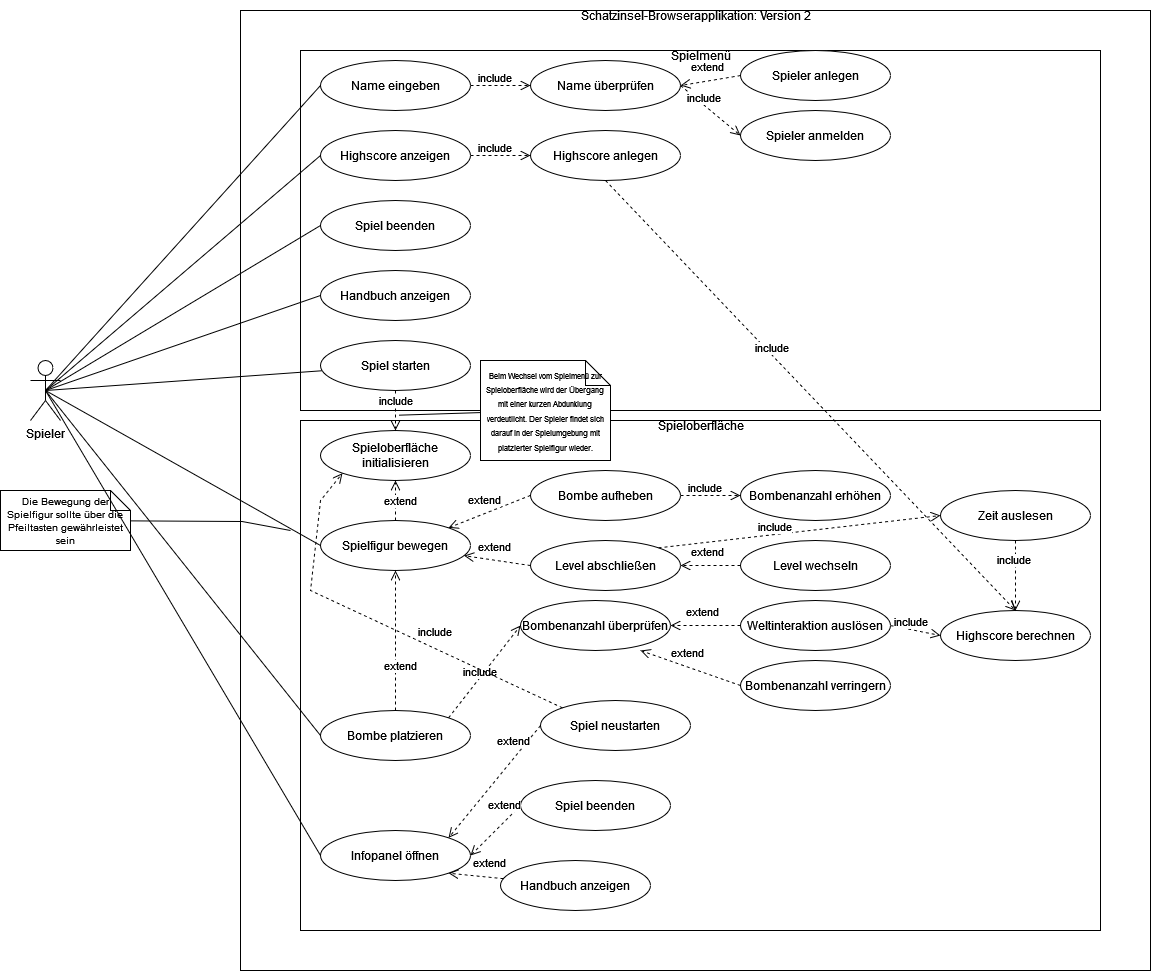 Schatzinsel-Browserapplikation: Version 2
Spielmenü
Name eingeben
include
Name überprüfen
extend
Spieler anlegen
include
Spieler anmelden
Highscore anzeigen
include
Highscore anlegen
Spiel beenden
Handbuch anzeigen
include
Spiel starten
include
Beim Wechsel vom Spielmenü zur
Spieloberfläche wird der Übergang
mit einer kurzen Abdunklung
verdeutlicht. Der Spieler findet sich
darauf in der Spielumgebung mit
platzierter Spielfigur wieder.
Spieler
Spieloberfläche
Spieloberfläche
initialisieren
extend
Die Bewegung der
Spielfigur sollte über die
Pfeiltasten gewährleistet
sein
Bombe aufheben
include
Bombenanzahl erhöhen
extend
Spielfigur bewegen
extend
Level abschließen
include
Zeit auslesen
extend
Level wechseln
include
Bombenanzahl überprüfen
extend
Weltinteraktion auslösen
include
Highscore berechnen
extend
Bombenanzahl verringern
include
extend
include
Bombe platzieren
Spiel neustarten
extend
extend
Spiel beenden
Infopanel öffnen
extend
Handbuch anzeigen